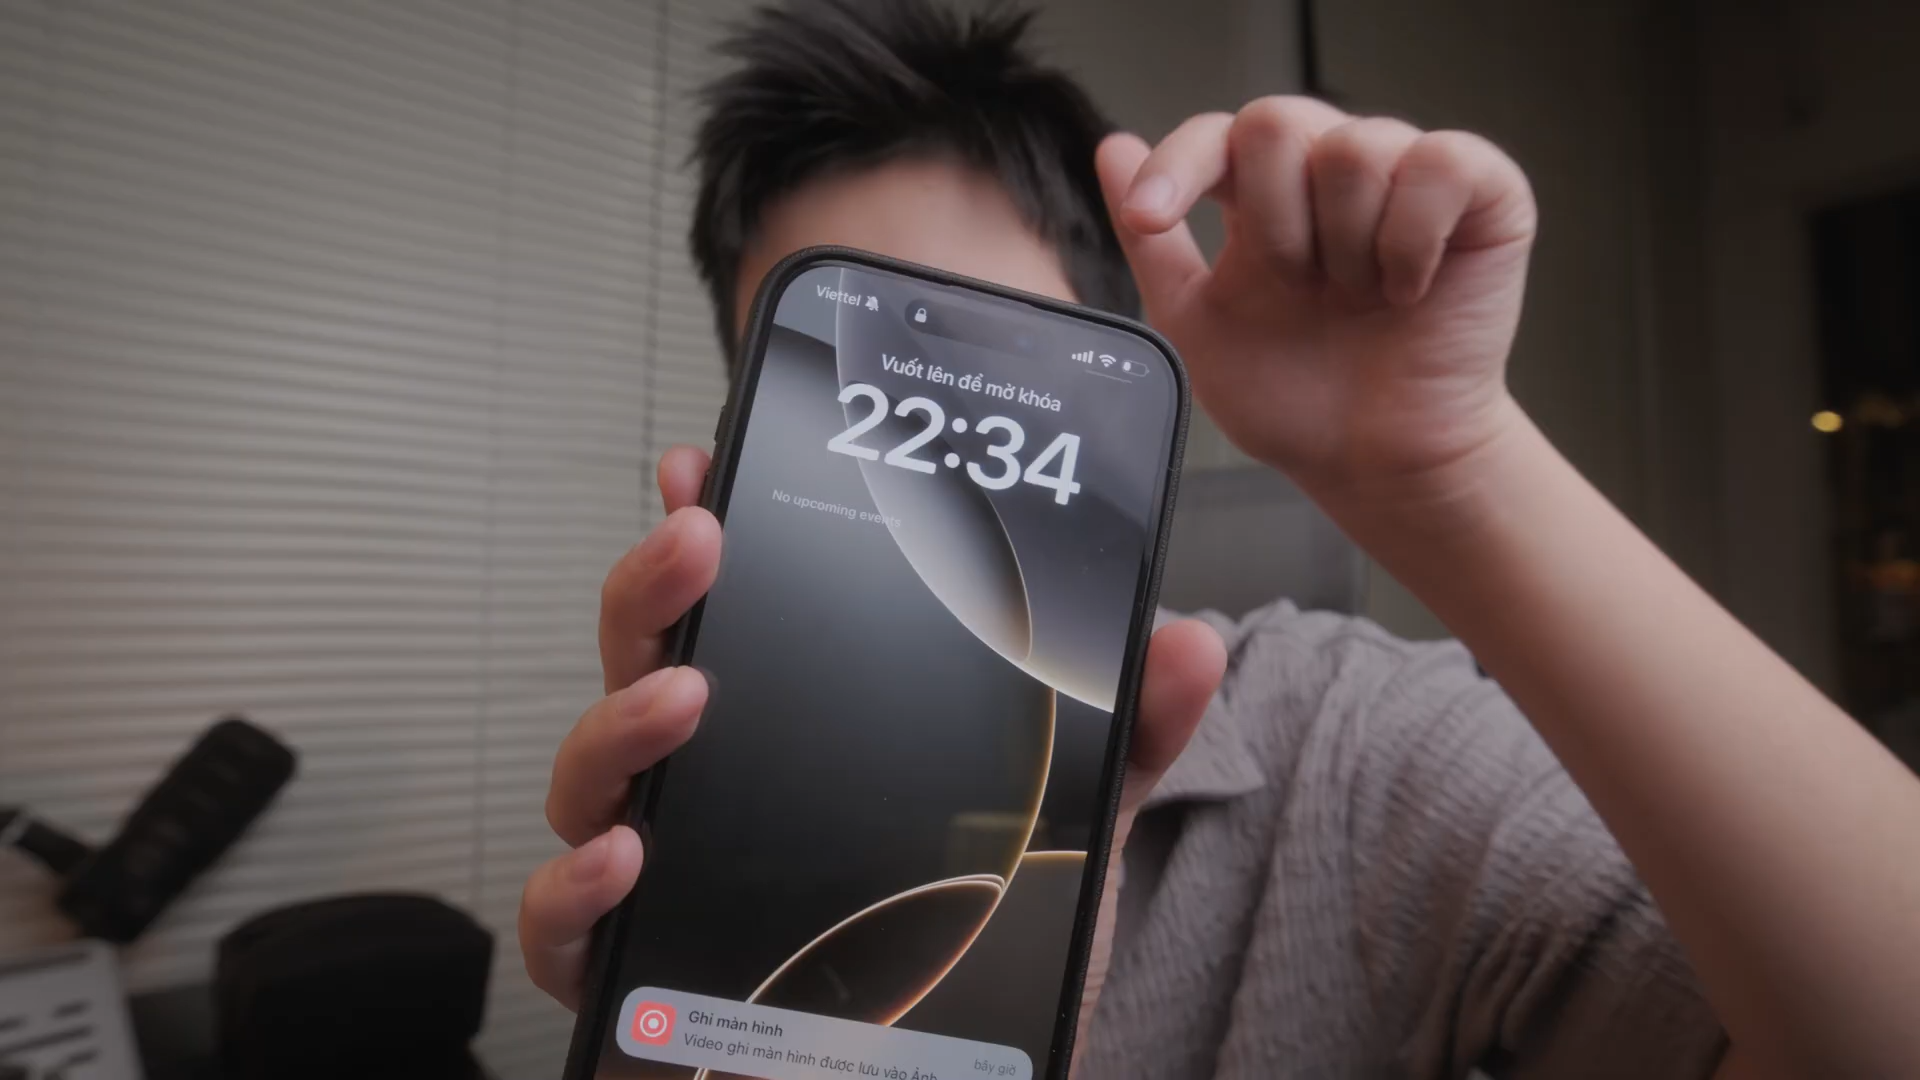 Viettel
Vuốt lên để mở khóa
22:34
No upcoming events
Ghi màn hình
Video ghi màn hình được lưu vào Ảnh
bây giờ